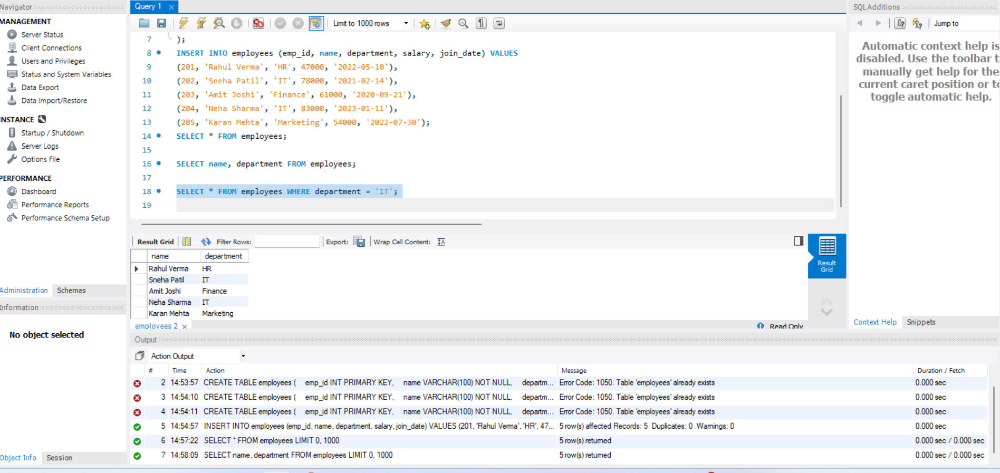 Navigator
MANAGEMENT
Server Status
Client Connections
Users and Privileges
Status and System Variables
Data Export
Data Import/Restore
INSTANCE
Startup / Shutdown
Server Logs
Options File
PERFORMANCE
Dashboard
Performance Reports
Performance Schema Setup
Administration Schemas
Information
No object selected
Object Info Session
Query 1
Limit to 1000 rows
7 );
8 INSERT INTO employees (emp_id, name, department, salary, join_date) VALUES
9 (201, 'Rahul Verma', 'HR', 47000, '2022-05-10'),
10 (202, 'Sneha Patil', 'IT', 78000, '2021-02-14'),
11 (203, 'Amit Joshi', 'Finance', 61000, '2020-09-21'),
12 (204, 'Neha Sharma', 'IT', 83000, '2023-01-11'),
13 (205, 'Karan Mehta', 'Marketing', 54000, '2022-07-30');
14 SELECT * FROM employees;
15
16 SELECT name, department FROM employees;
17
18 SELECT * FROM employees WHERE department = 'IT';
19
Result Grid Filter Rows: Export: Wrap Cell Content:
name department
Rahul Verma HR
Sneha Patil IT
Amit Joshi Finance
Neha Sharma IT
Karan Mehta Marketing
Result
Grid
employees 2 Read Only
Output
Action Output
# Time Action Message Duration / Fetch
2 14:53:57 CREATE TABLE employees ( emp_id INT PRIMARY KEY, name VARCHAR(100) NOT NULL, departm... Error Code: 1050. Table 'employees' already exists 0.000 sec
3 14:54:10 CREATE TABLE employees ( emp_id INT PRIMARY KEY, name VARCHAR(100) NOT NULL, departm... Error Code: 1050. Table 'employees' already exists 0.000 sec
4 14:54:11 CREATE TABLE employees ( emp_id INT PRIMARY KEY, name VARCHAR(100) NOT NULL, departm... Error Code: 1050. Table 'employees' already exists 0.000 sec
5 14:54:57 INSERT INTO employees (emp_id, name, department, salary, join_date) VALUES (201, 'Rahul Verma', 'HR', 47... 5 row(s) affected Records: 5 Duplicates: 0 Warnings: 0 0.000 sec
6 14:57:22 SELECT * FROM employees LIMIT 0, 1000 5 row(s) returned 0.000 sec / 0.000 sec
7 14:58:09 SELECT name, department FROM employees LIMIT 0, 1000 5 row(s) returned 0.000 sec / 0.000 sec
SQLAdditions
Jump to
Automatic context help is
disabled. Use the toolbar t
manually get help for the
current caret position or to
toggle automatic help.
Context Help Snippets